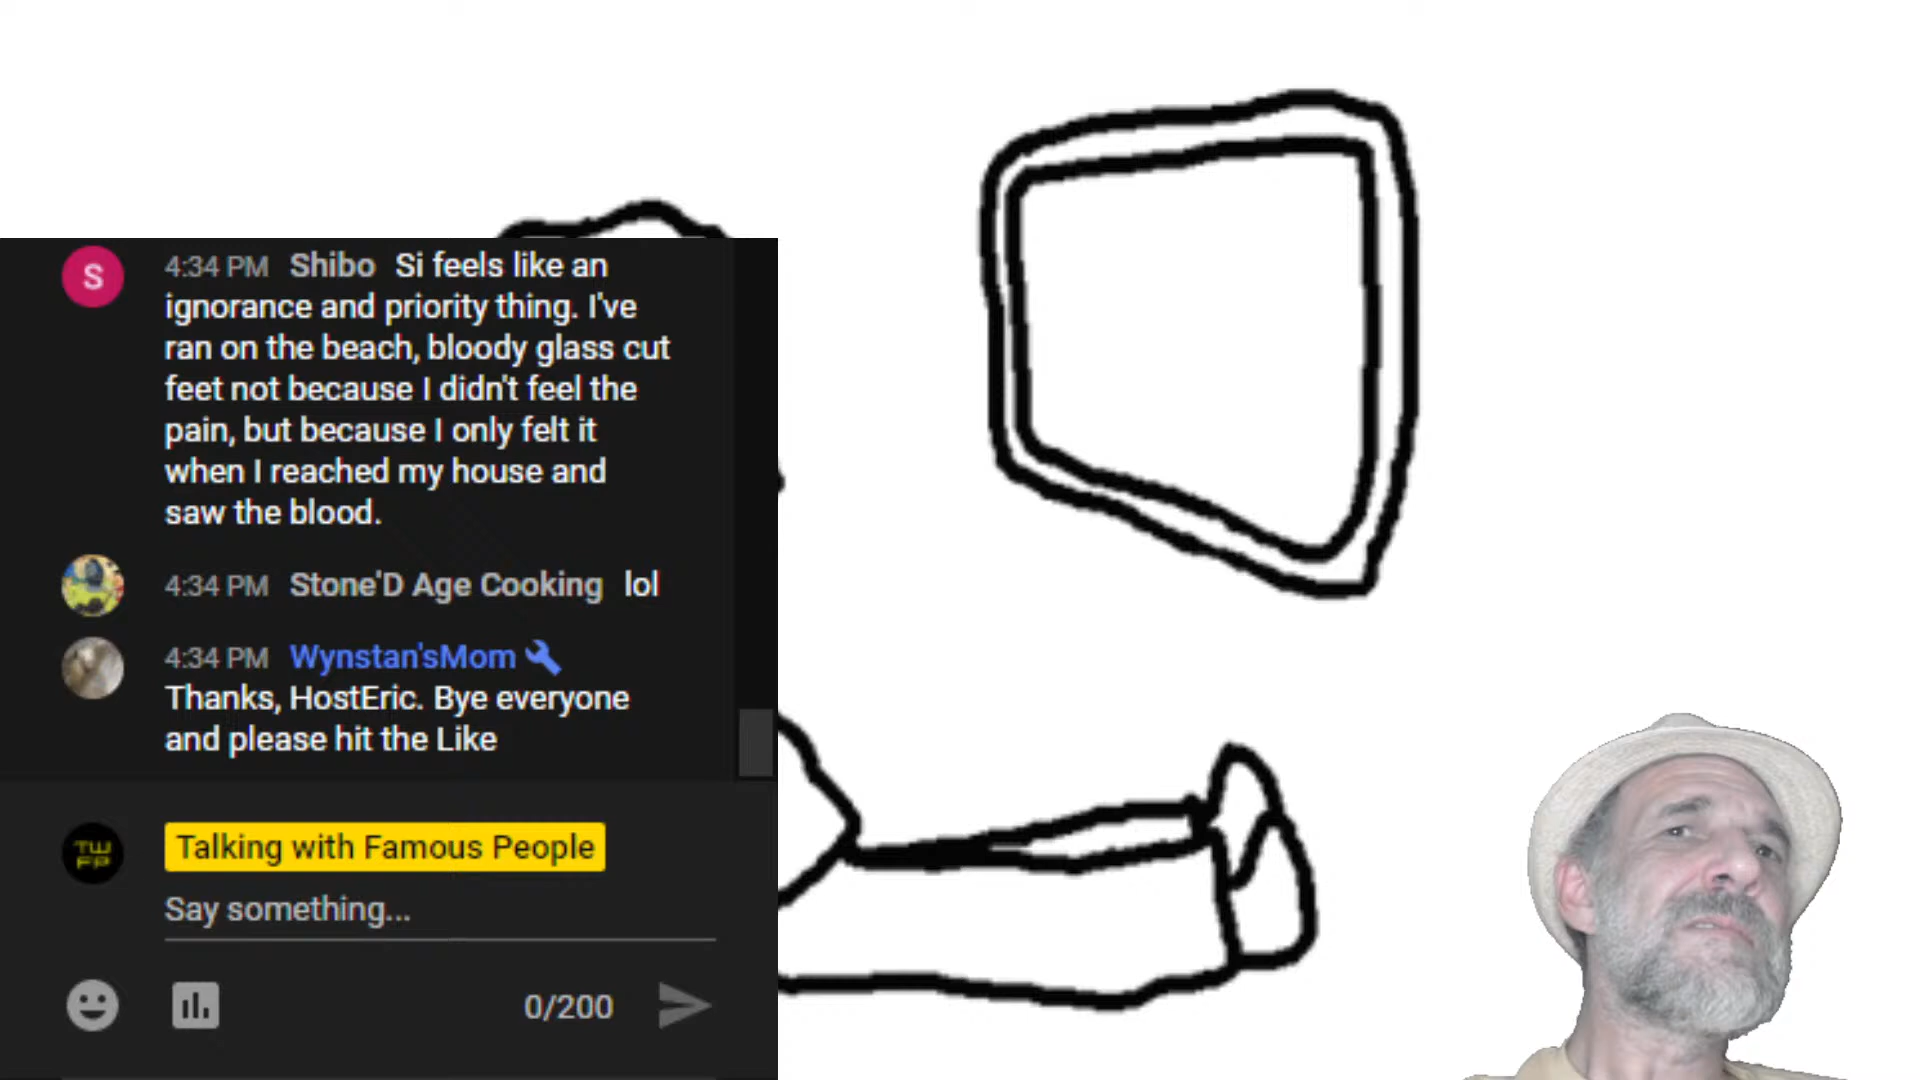 S
4:34 PM Shibo Si feels like an
ignorance and priority thing. I've
ran on the beach, bloody glass cut
feet not because I didn't feel the
pain, but because I only felt it
when I reached my house and
saw the blood.
4:34 PM Stone'D Age Cooking lol
4:34 PM Wynstan'sMom
Thanks, HostEric. Bye everyone
and please hit the Like
TW
FP
Talking with Famous People
Say something...
0/200